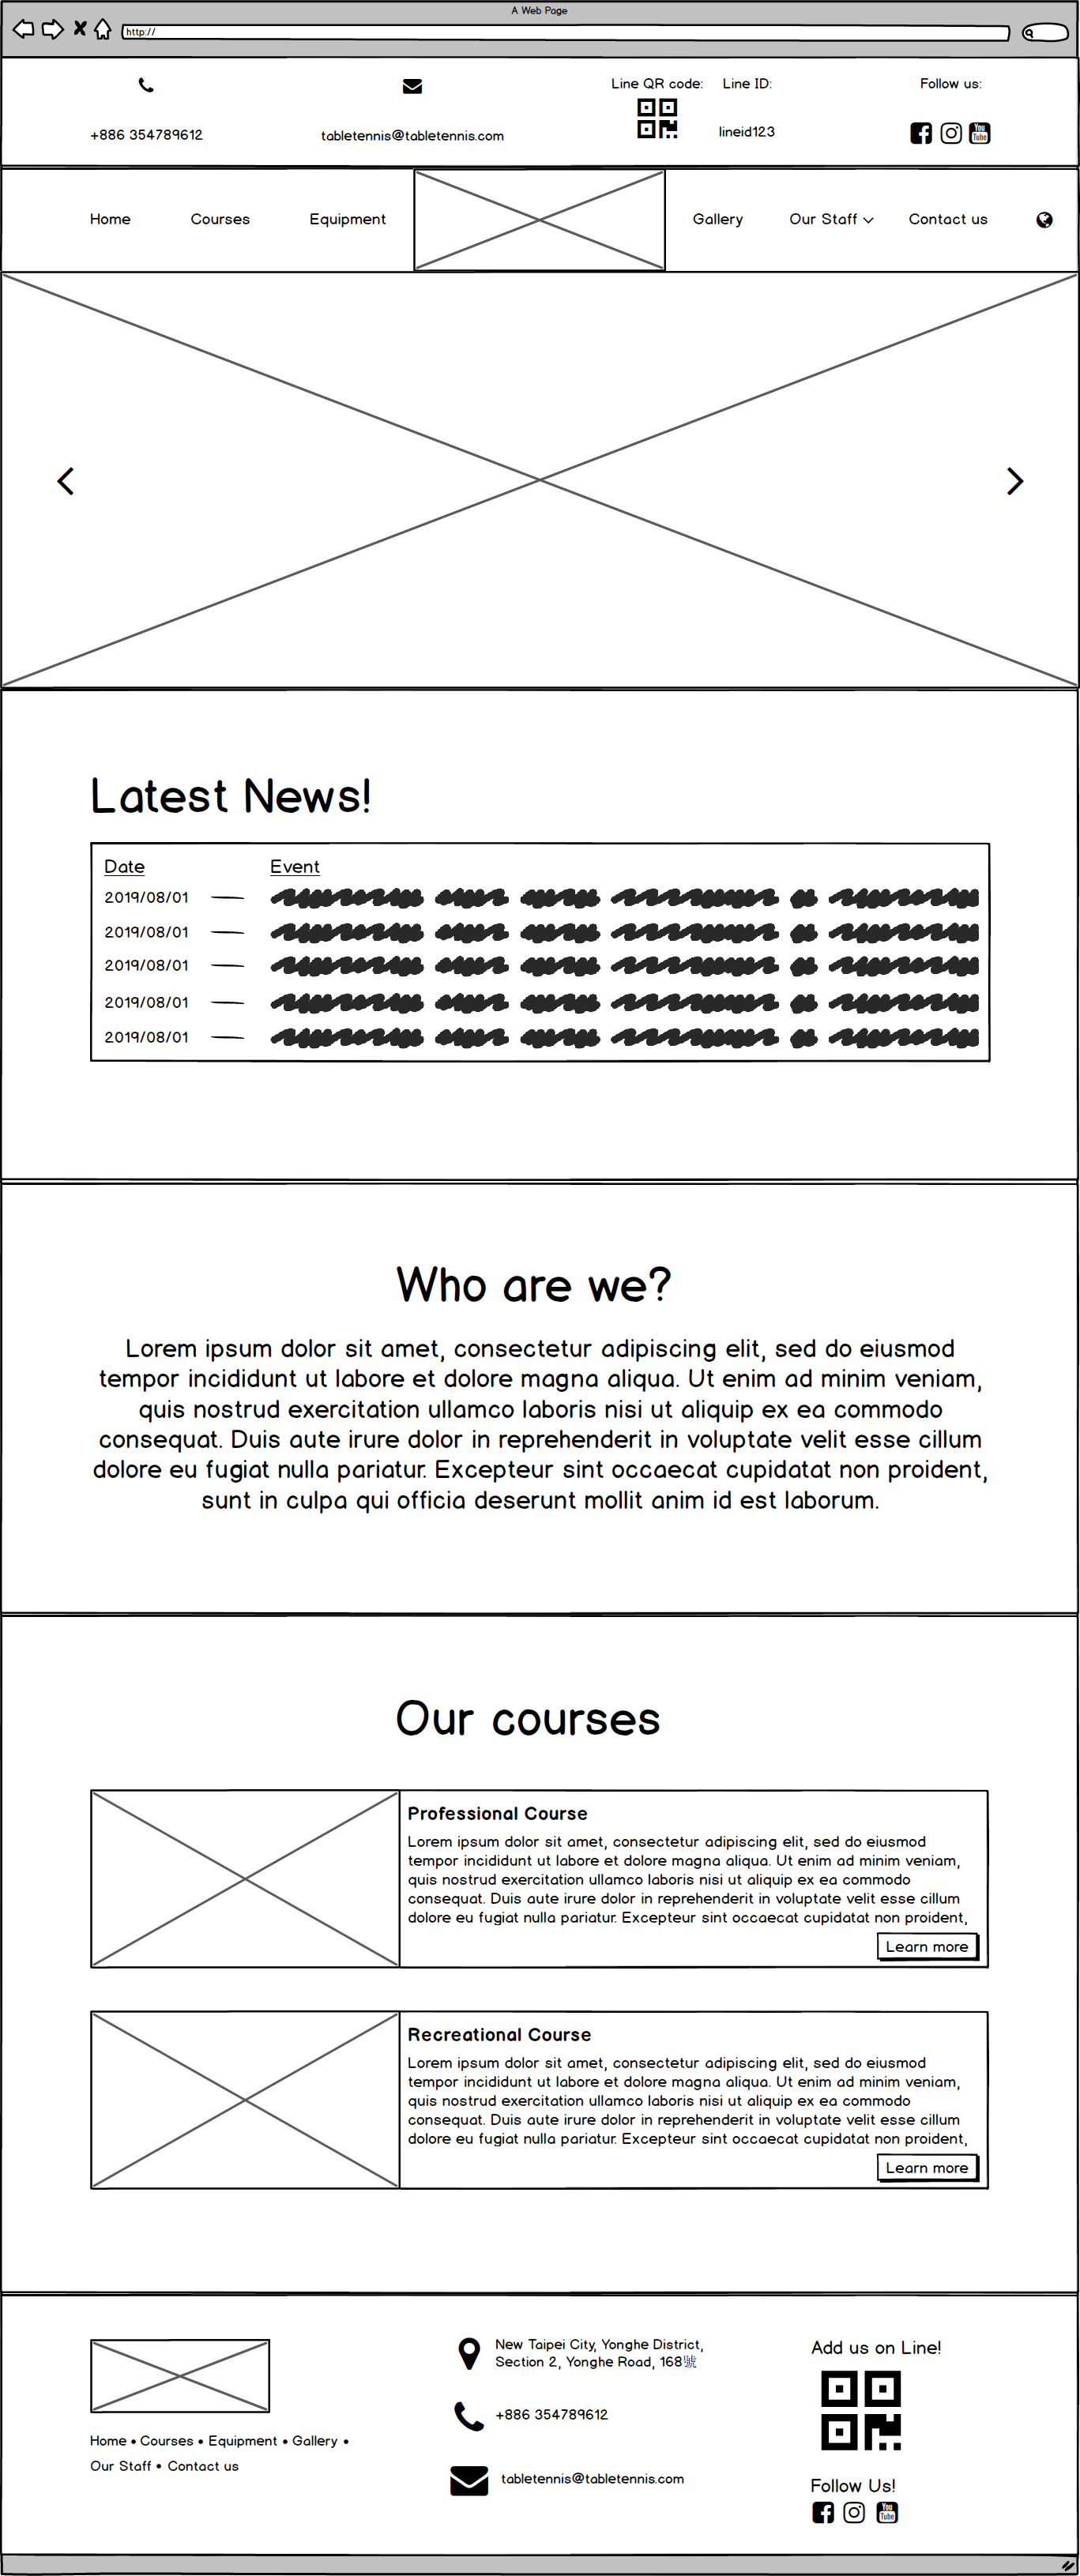 A Web Page
http://
Line QR code: Line ID: Follow us:
+886 354789612 tabletennis@tabletennis.com lineid123
You Tube
Home Courses Equipment Gallery Our Staff Contact us
Latest News!
Date Event
2019/08/01
2019/08/01
2019/08/01
2019/08/01
2019/08/01
Who are we?
Lorem ipsum dolor sit amet, consectetur adipiscing elit, sed do eiusmod
tempor incididunt ut labore et dolore magna aliqua. Ut enim ad minim veniam,
quis nostrud exercitation ullamco laboris nisi ut aliquip ex ea commodo
consequat. Duis aute irure dolor in reprehenderit in voluptate velit esse cillum
dolore eu fugiat nulla pariatur. Excepteur sint occaecat cupidatat non proident,
sunt in culpa qui officia deserunt mollit anim id est laborum.
Our courses
Professional Course
Lorem ipsum dolor sit amet, consectetur adipiscing elit, sed do eiusmod
tempor incididunt ut labore et dolore magna aliqua. Ut enim ad minim veniam,
quis nostrud exercitation ullamco laboris nisi ut aliquip ex ea commodo
consequat. Duis aute irure dolor in reprehenderit in voluptate velit esse cillum
dolore eu fugiat nulla pariatur. Excepteur sint occaecat cupidatat non proident,
Learn more
Recreational Course
Lorem ipsum dolor sit amet, consectetur adipiscing elit, sed do eiusmod
tempor incididunt ut labore et dolore magna aliqua. Ut enim ad minim veniam,
quis nostrud exercitation ullamco laboris nisi ut aliquip ex ea commodo
consequat. Duis aute irure dolor in reprehenderit in voluptate velit esse cillum
dolore eu fugiat nulla pariatur. Excepteur sint occaecat cupidatat non proident,
Learn more
Home • Courses • Equipment • Gallery •
Our Staff • Contact us
New Taipei City, Yonghe District,
Section 2, Yonghe Road, 168號
+886 354789612
tabletennis@tabletennis.com
Add us on Line!
Follow Us!
You Tube